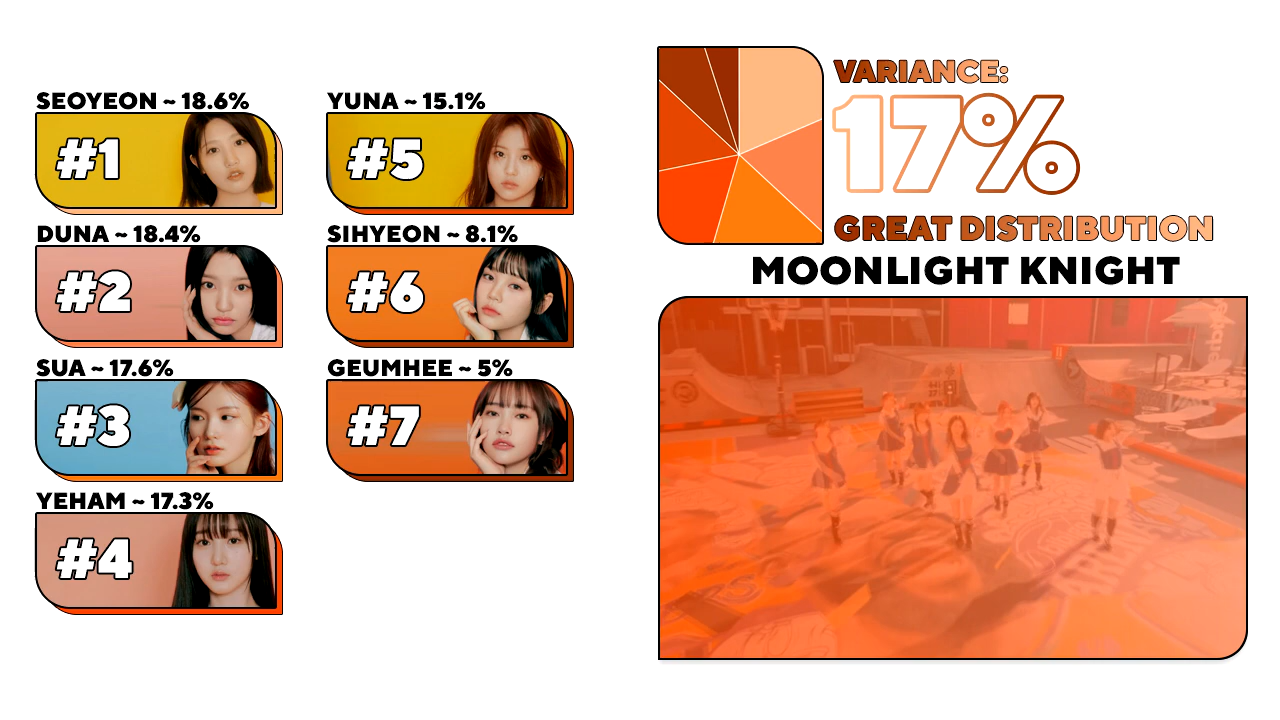 SEOYEON ~ 18.6%
#1
DUNA ~ 18.4%
#2
SUA ~ 17.6%
#3
YEHAM ~ 17.3%
#4
YUNA ~ 15.1%
#5
SIHYEON ~ 8.1%
#6
GEUMHEE ~ 5%
#7
VARIANCE:
17%
GREAT DISTRIBUTION
MOONLIGHT KNIGHT